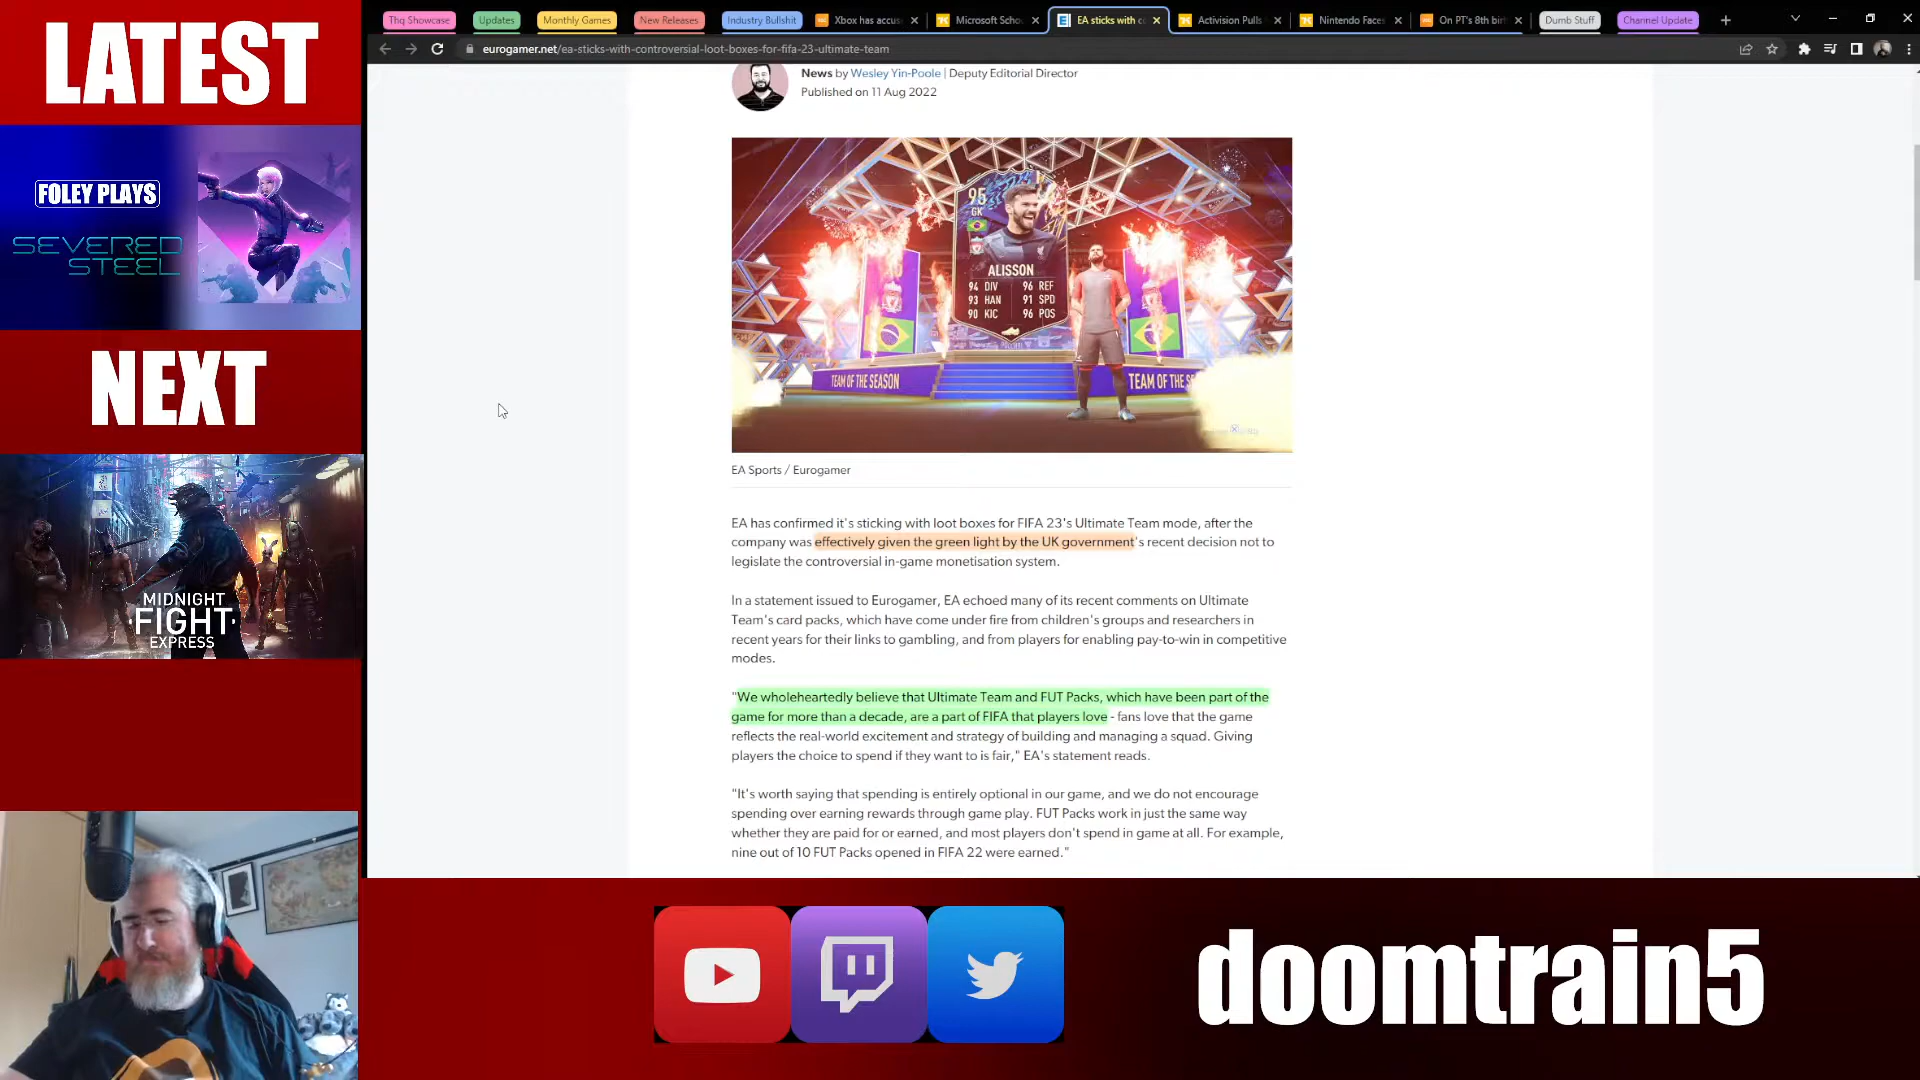 LATEST
FOLEY PLAYS
SEVERED
STEEL
NEXT
MIDNIGHT
FIGHT
EXPRESS
Thq Showcase
Updates
Monthly Games
New Releases
Industry Bullshit
Xbox has accus
Microsoft Scho
EA sticks with c
Activision Pulls
Nintendo Faces
On PT's 8th birt
Dumb Stuff
Channel Update
eurogamer.net/ea-sticks-with-controversial-loot-boxes-for-fifa-23-ultimate-team
News by Wesley Yin-Poole | Deputy Editorial Director
Published on 11 Aug 2022
95
GK
ALISSON
94 DIV 96 REF
93 HAN 91 SPD
90 KIC 96 POS
TEAM OF THE SEASON
TEAM OF THE SE
EA Sports / Eurogamer
EA has confirmed it's sticking with loot boxes for FIFA 23's Ultimate Team mode, after the
company was effectively given the green light by the UK government's recent decision not to
legislate the controversial in-game monetisation system.
In a statement issued to Eurogamer, EA echoed many of its recent comments on Ultimate
Team's card packs, which have come under fire from children's groups and researchers in
recent years for their links to gambling, and from players for enabling pay-to-win in competitive
modes.
"We wholeheartedly believe that Ultimate Team and FUT Packs, which have been part of the
game for more than a decade, are a part of FIFA that players love - fans love that the game
reflects the real-world excitement and strategy of building and managing a squad. Giving
players the choice to spend if they want to is fair," EA's statement reads.
"It's worth saying that spending is entirely optional in our game, and we do not encourage
spending over earning rewards through game play. FUT Packs work in just the same way
whether they are paid for or earned, and most players don't spend in game at all. For example,
nine out of 10 FUT Packs opened in FIFA 22 were earned."
doomtrain5